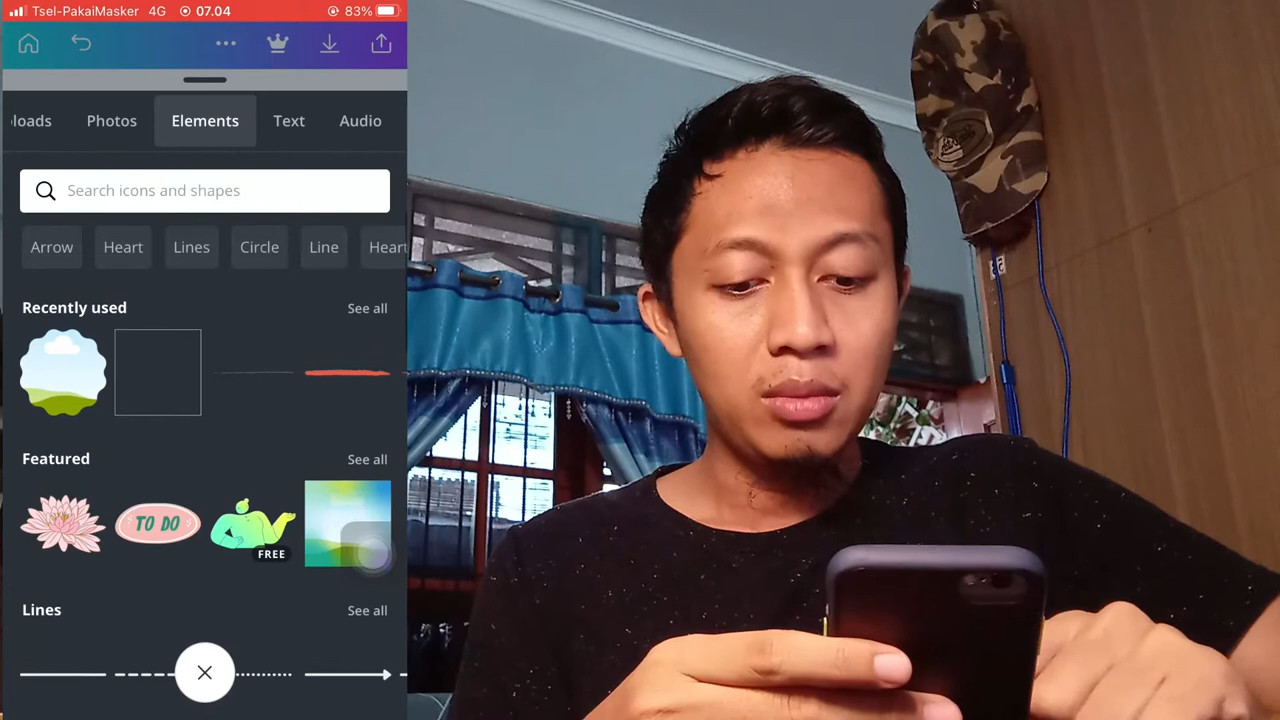 Tsel-PakaiMasker 4G 07.04 83%
loads Photos Elements Text Audio
Search icons and shapes
Arrow Heart Lines Circle Line Heart
Recently used See all
Featured See all
TO DO
FREE
Lines See all